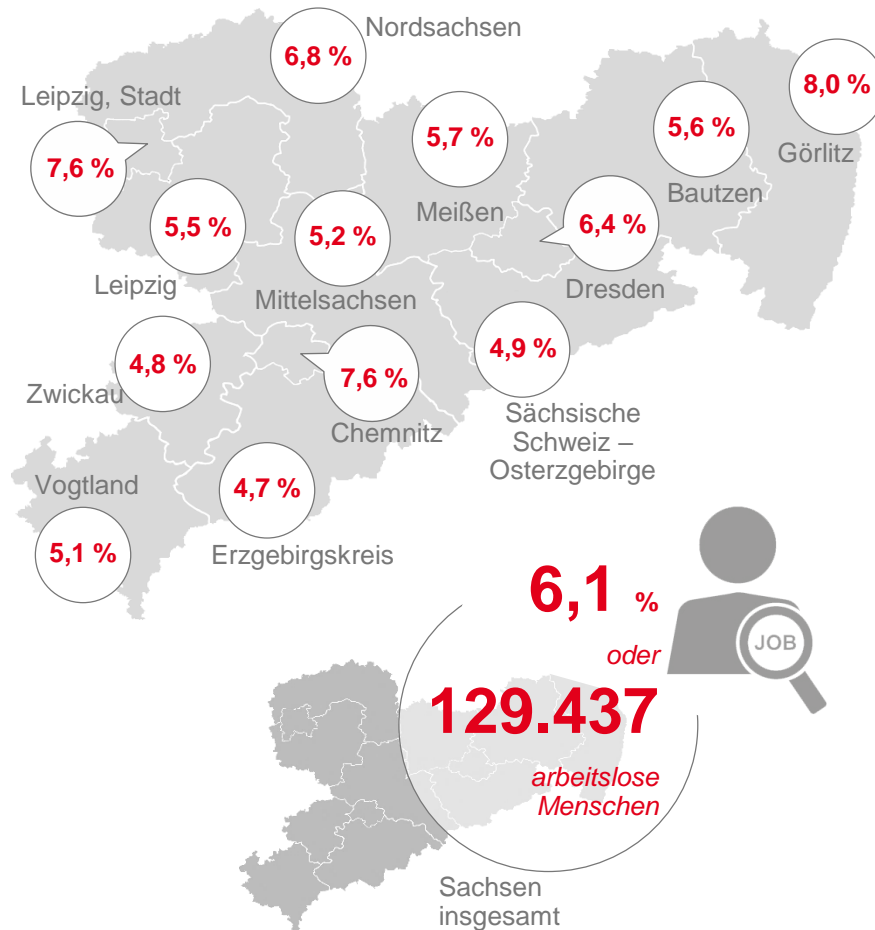 Nordsachsen
6,8 %
8,0 %
Görlitz
Leipzig, Stadt
7,6 %
5,7 %
Meißen
5,6 %
Bautzen
5,5 %
Leipzig
5,2 %
Mittelsachsen
6,4 %
Dresden
4,8 %
Zwickau
7,6 %
Chemnitz
4,9 %
Sächsische
Schweiz –
Osterzgebirge
Vogtland
5,1 %
4,7 %
Erzgebirgskreis
6,1 %
oder
JOB
129.437
arbeitslose
Menschen
Sachsen
insgesamt